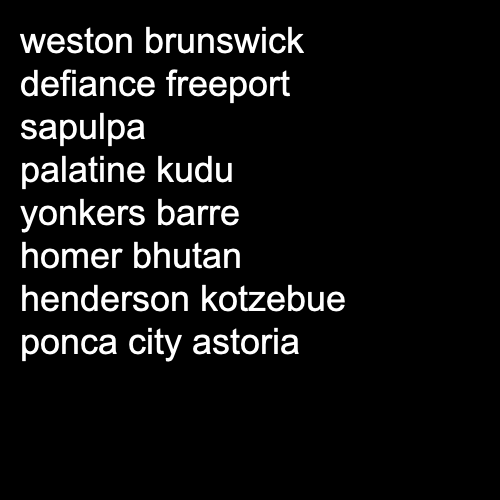 weston brunswick
defiance freeport
sapulpa
palatine kudu
yonkers barre
homer bhutan
henderson kotzebue
ponca city astoria